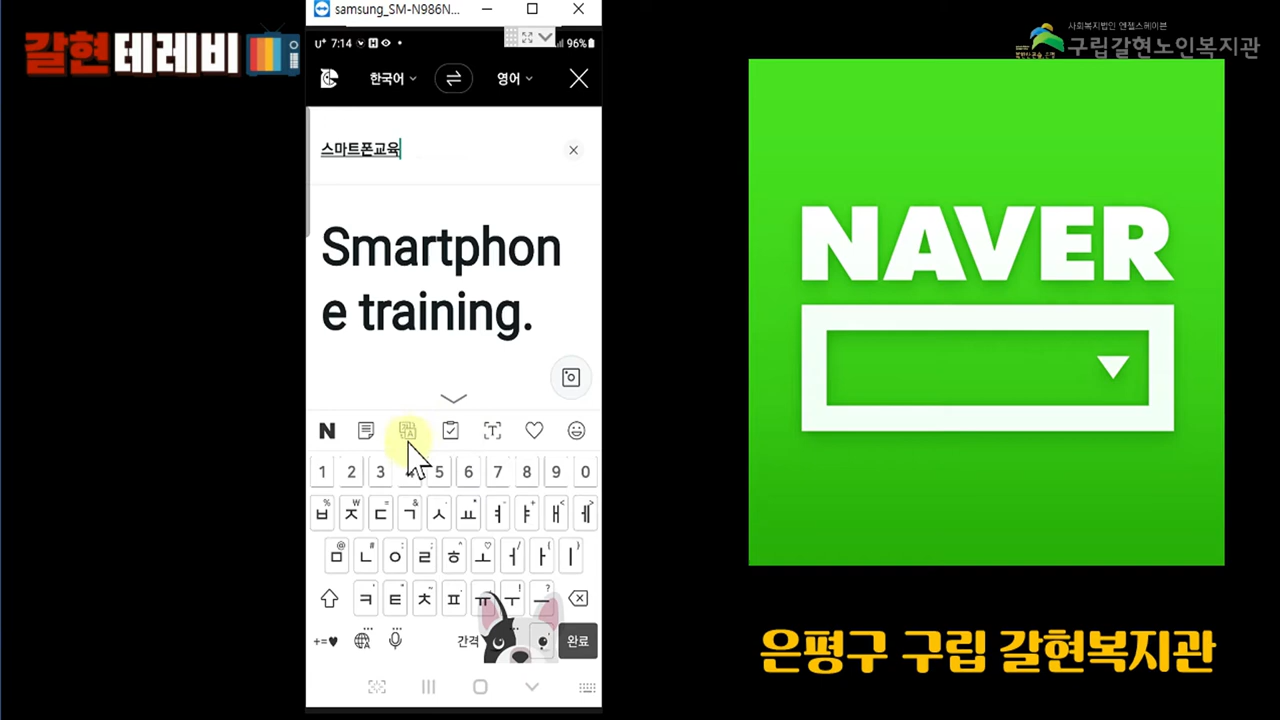 갈현테레비
samsung_SM-N986N...
사회복지법인 엔젤스헤이븐
구립갈현노인복지관
U+ 7:14 96%
한국어 영어
스마트폰교육
Smartphon
e training.
NAVER
N
1 2 3 4 5 6 7 8 9 0
ㅂ ㅈ ㄷ ㄱ ㅅ ㅛ ㅕ ㅑ ㅐ ㅔ
ㅁ ㄴ ㅇ ㄹ ㅎ ㅗ ㅓ ㅏ ㅣ
ㅋ ㅌ ㅊ ㅍ ㅠ ㅜ ㅡ
+=♥ 간격 완료
은평구 구립 갈현복지관